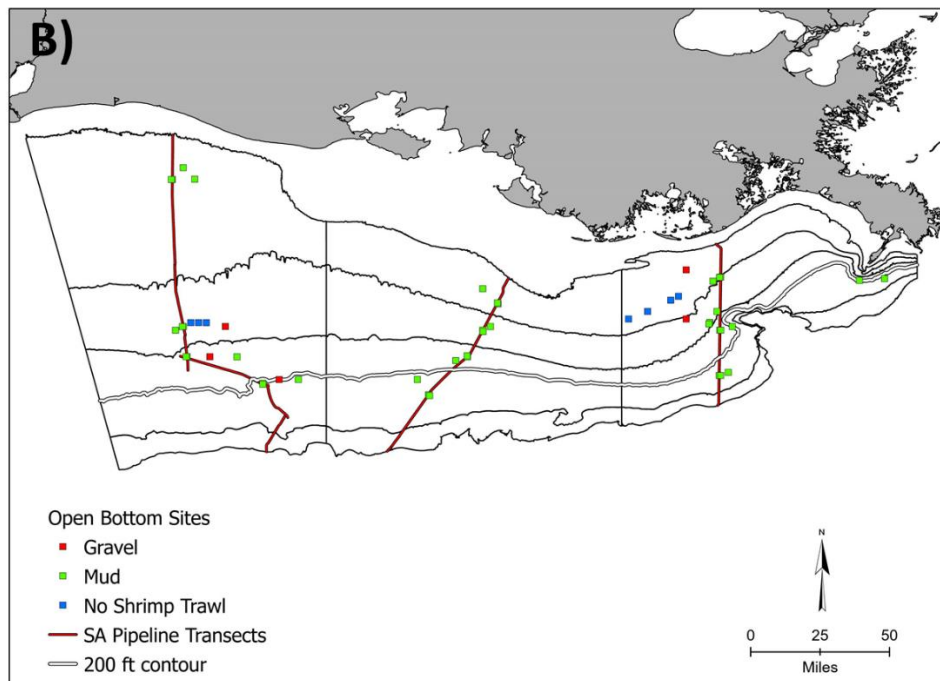 B)
Open Bottom Sites
Gravel
Mud
No Shrimp Trawl
SA Pipeline Transects
200 ft contour
N
0 25 50
Miles